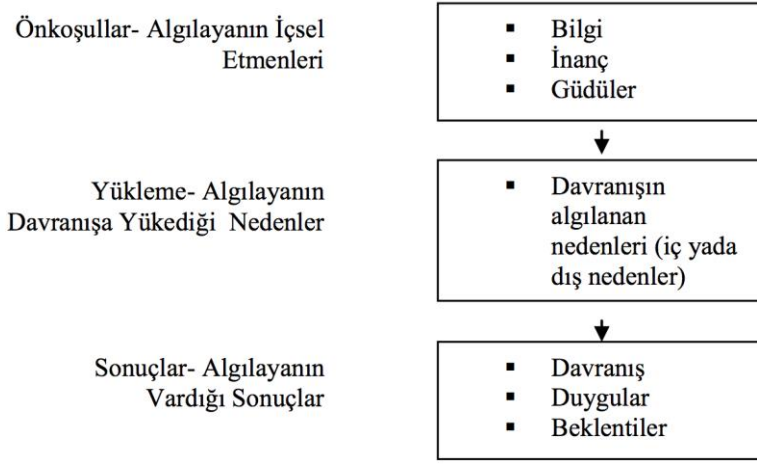 Önkoşullar- Algılayanın İçsel
Etmenleri
▪ Bilgi
▪ İnanç
▪ Güdüler
Yükleme- Algılayanın
Davranışa Yükediği Nedenler
▪ Davranışın
algılanan
nedenleri (iç yada
dış nedenler)
Sonuçlar- Algılayanın
Vardığı Sonuçlar
▪ Davranış
▪ Duygular
▪ Beklentiler